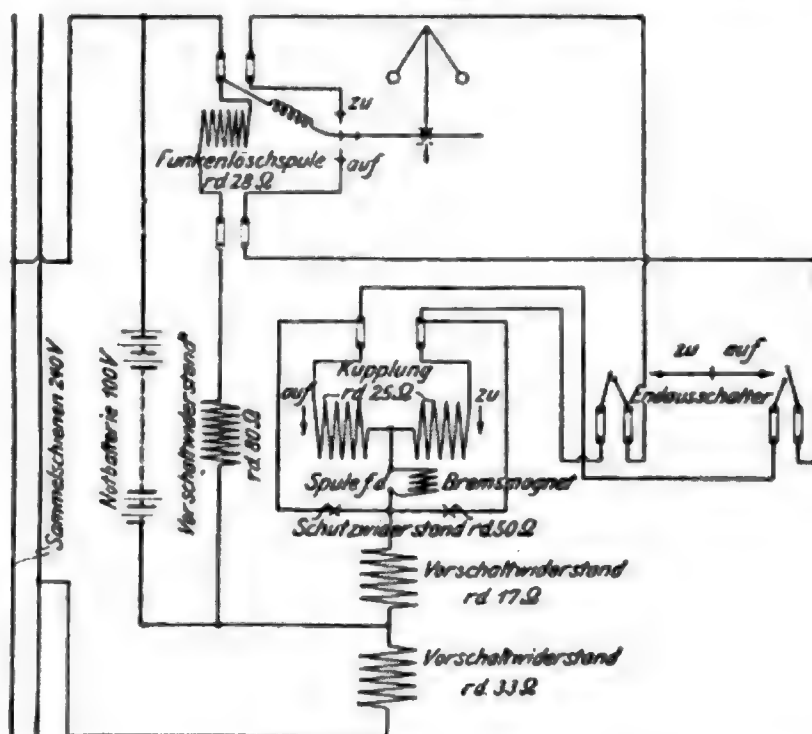 zu
Funkenlöschspule
rd 28 Ω
auf
Sammelschienen 240 V
Notbatterie 100 V
Vorschaltwiderstand
rd. 80 Ω
Kupplung
rd. 25 Ω
auf
zu
zu auf
Endausschalter
Spule f d Bremsmagnet
Schutzwiderstand rd. 50 Ω
Vorschaltwiderstand
rd. 17 Ω
Vorschaltwiderstand
rd. 33 Ω